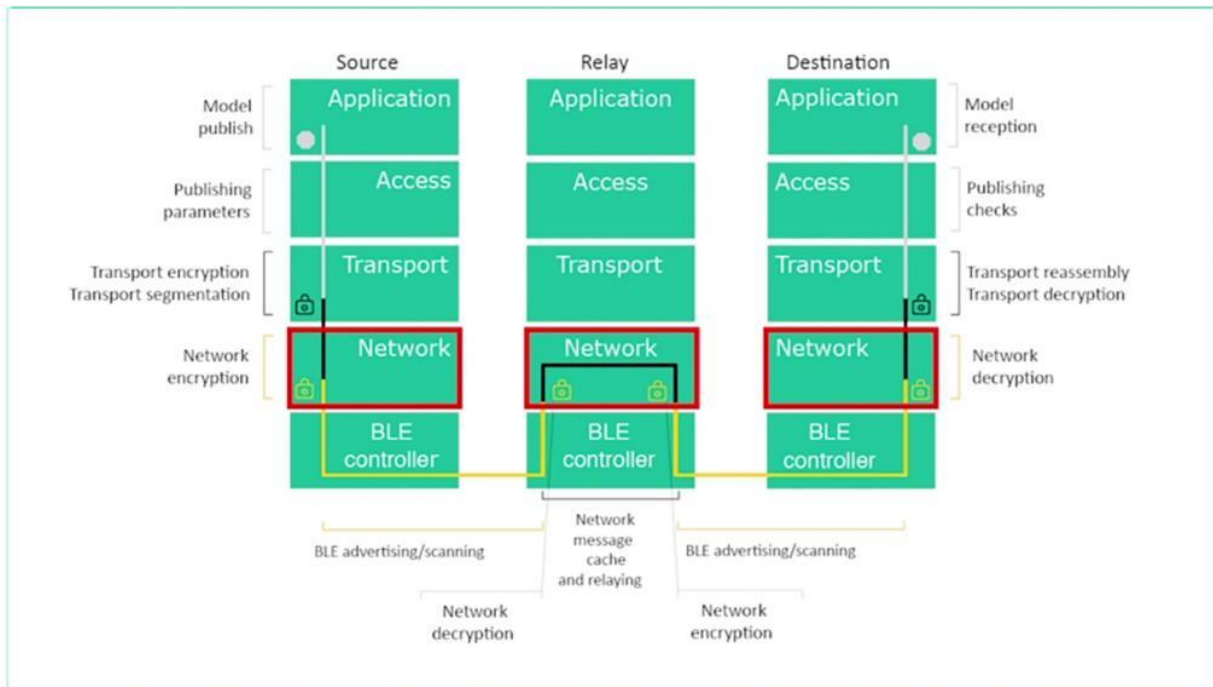 Source
Relay
Destination
Model
publish
Application
Application
Application
Model
reception
Publishing
parameters
Access
Access
Access
Publishing
checks
Transport encryption
Transport segmentation
Transport
Transport
Transport
Transport reassembly
Transport decryption
Network
encryption
Network
Network
Network
Network
decryption
BLE
controller
BLE
controller
BLE
controller
BLE advertising/scanning
Network
message
cache
and relaying
BLE advertising/scanning
Network
decryption
Network
encryption